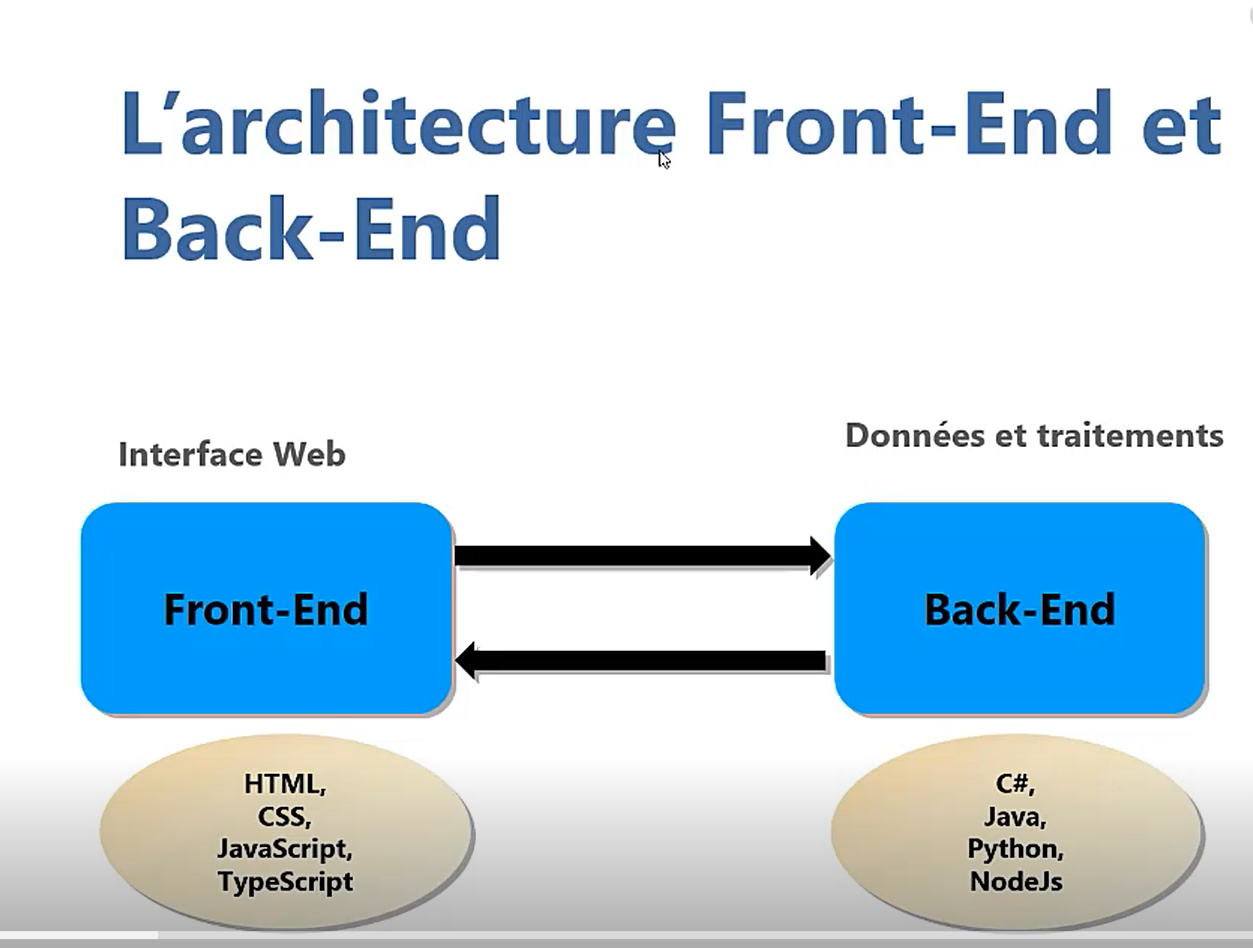 L’architecture Front-End et
Back-End
Interface Web
Données et traitements
Front-End
Back-End
HTML,
CSS,
JavaScript,
TypeScript
C#,
Java,
Python,
NodeJs